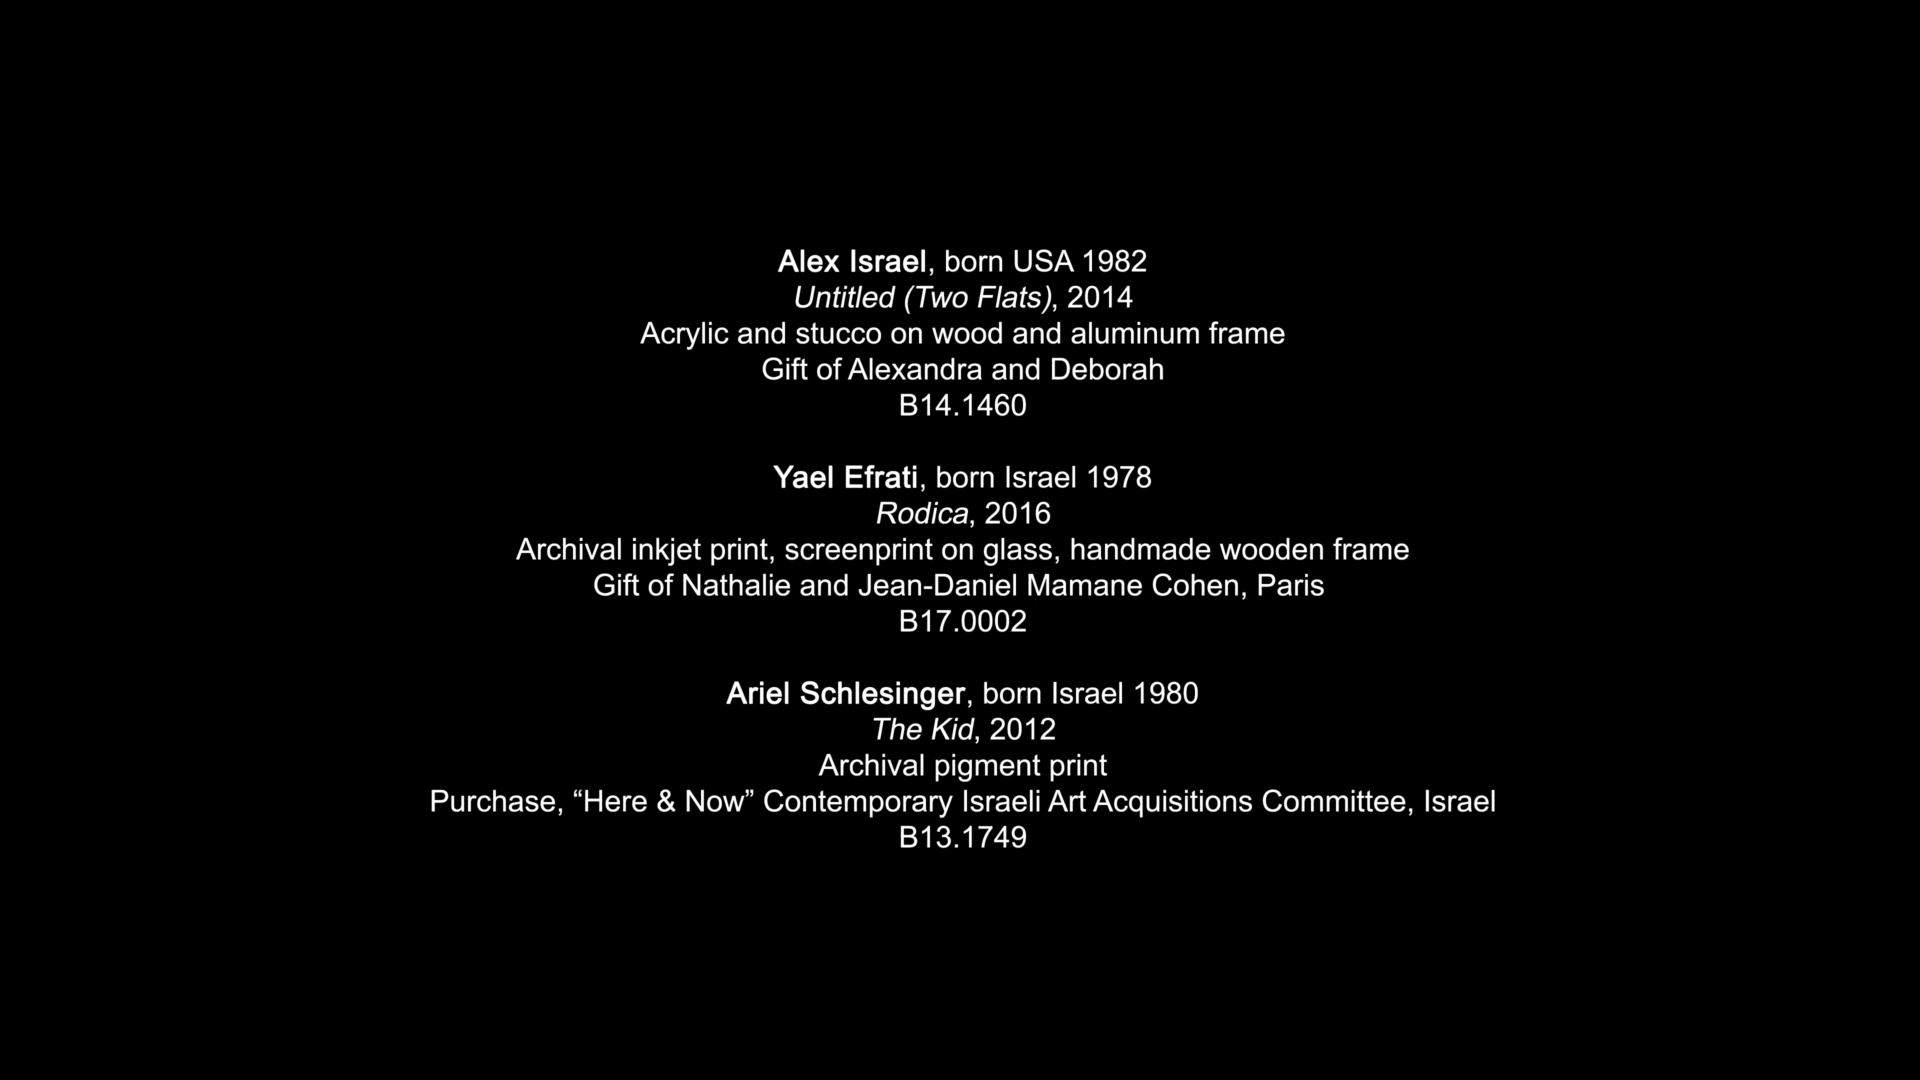 Alex Israel, born USA 1982
Untitled (Two Flats), 2014
Acrylic and stucco on wood and aluminum frame
Gift of Alexandra and Deborah
B14.1460
Yael Efrati, born Israel 1978
Rodica, 2016
Archival inkjet print, screenprint on glass, handmade wooden frame
Gift of Nathalie and Jean-Daniel Mamane Cohen, Paris
B17.0002
Ariel Schlesinger, born Israel 1980
The Kid, 2012
Archival pigment print
Purchase, “Here & Now” Contemporary Israeli Art Acquisitions Committee, Israel
B13.1749